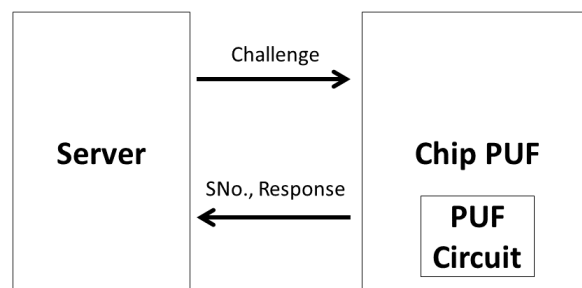 Challenge
Server
Chip PUF
SNo., Response
PUF
Circuit